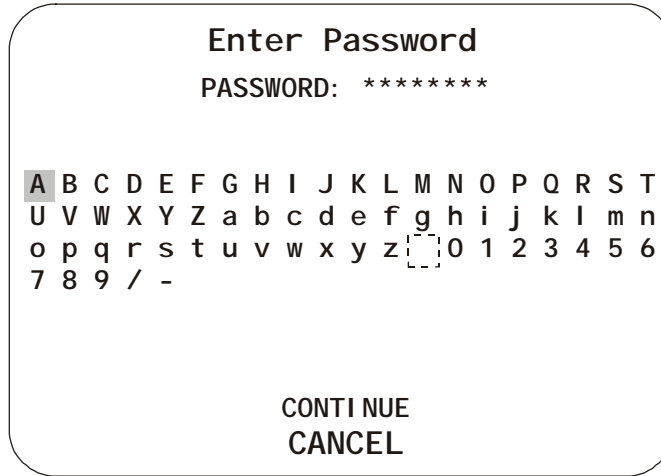 Enter Password
PASSWORD: ********
A B C D E F G H I J K L M N O P Q R S T
U V W X Y Z a b c d e f g h i j k l m n
o p q r s t u v w x y z   0 1 2 3 4 5 6
7 8 9 / -
CONTINUE
CANCEL